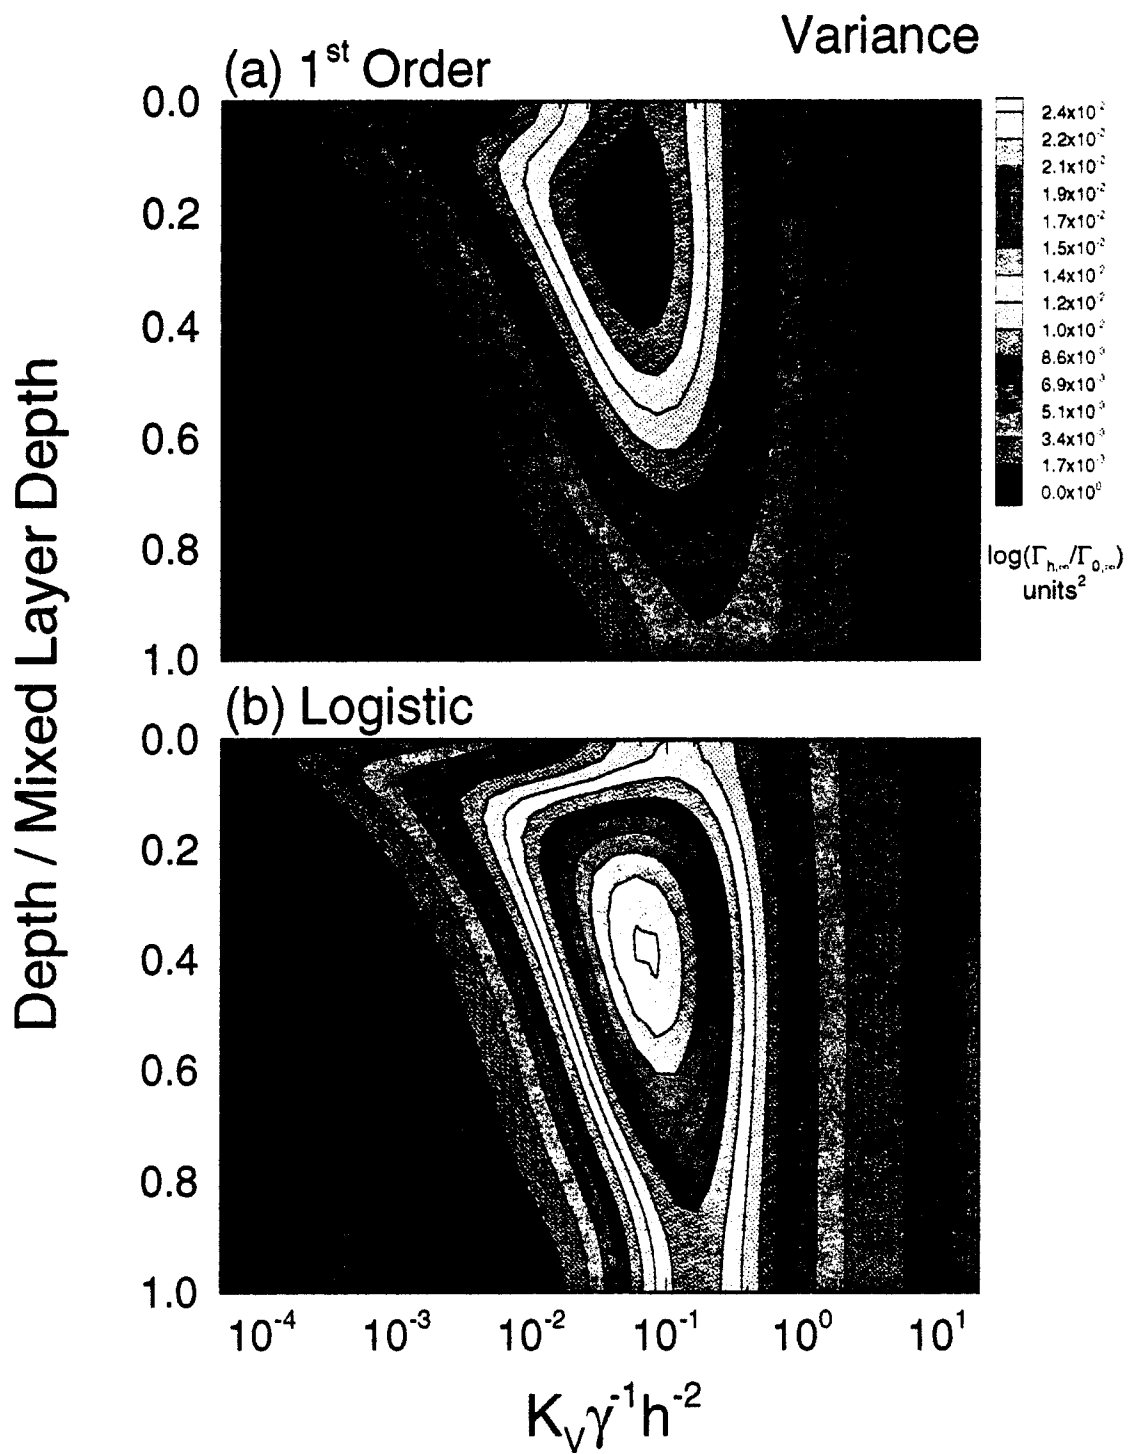 Variance
(a) 1st Order
0.0
0.2
0.4
0.6
0.8
1.0
2.4x10⁻²
2.2x10⁻²
2.1x10⁻²
1.9x10⁻²
1.7x10⁻²
1.5x10⁻²
1.4x10⁻²
1.2x10⁻²
1.0x10⁻²
8.6x10⁻³
6.9x10⁻³
5.1x10⁻³
3.4x10⁻³
1.7x10⁻³
0.0x10⁰
log(Γh,∞/Γ0,∞)
units²
Depth / Mixed Layer Depth
(b) Logistic
0.0
0.2
0.4
0.6
0.8
1.0
10⁻⁴ 10⁻³ 10⁻² 10⁻¹ 10⁰ 10¹
KVγ⁻¹h⁻²